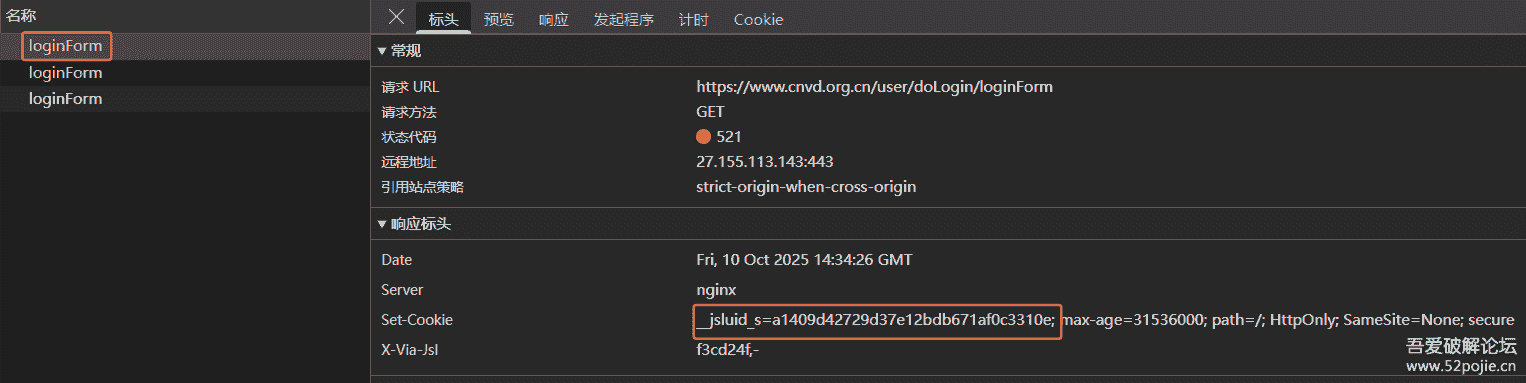 名称
loginForm
loginForm
loginForm
标头 预览 响应 发起程序 计时 Cookie
常规
请求 URL https://www.cnvd.org.cn/user/doLogin/loginForm
请求方法 GET
状态代码 521
远程地址 27.155.113.143:443
引用站点策略 strict-origin-when-cross-origin
响应标头
Date Fri, 10 Oct 2025 14:34:26 GMT
Server nginx
Set-Cookie __jsluid_s=a1409d42729d37e12bdb671af0c3310e; max-age=31536000; path=/; HttpOnly; SameSite=None; secure
X-Via-Jsl f3cd24f,-
吾爱破解论坛
www.52pojie.cn